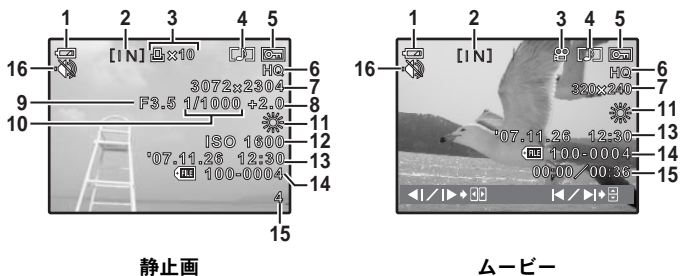 1 2 3 4 5
[IN] ×10
16
HQ 6
3072×2304 7
9 F3.5 1/1000 +2.0 8
10
11
ISO 1600 12
'07.11.26 12:30 13
FILE 100-0004 14
4
15
静止画
1 2 3 4 5
[IN]
16
HQ 6
320×240 7
11
'07.11.26 12:30 13
FILE 100-0004 14
00:00/00:36 15
ムービー